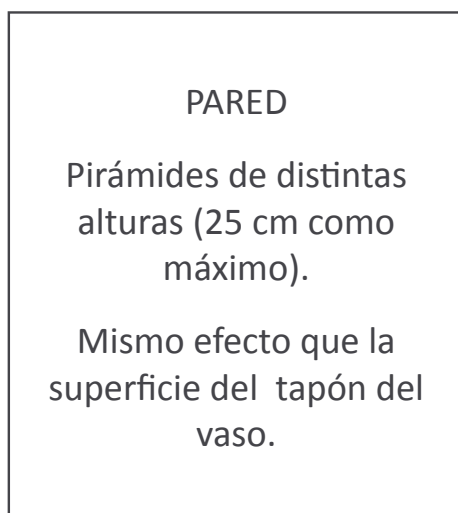 PARED
Pirámides de distintas
alturas (25 cm como
máximo).
Mismo efecto que la
superficie del  tapón del
vaso.